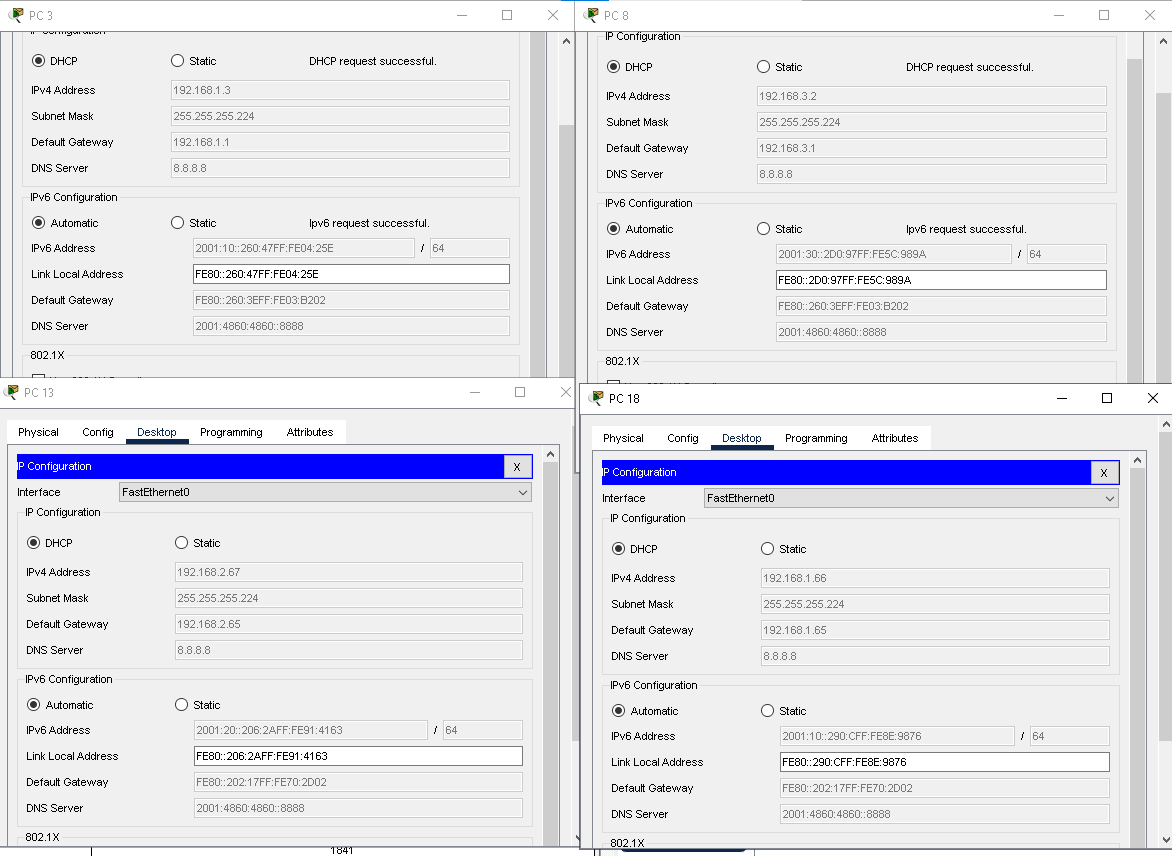 PC 3
IP Configuration
DHCP Static DHCP request successful.
IPv4 Address 192.168.1.3
Subnet Mask 255.255.255.224
Default Gateway 192.168.1.1
DNS Server 8.8.8.8
IPv6 Configuration
Automatic Static Ipv6 request successful.
IPv6 Address 2001:10::260:47FF:FE04:25E / 64
Link Local Address FE80::260:47FF:FE04:25E
Default Gateway FE80::260:3EFF:FE03:B202
DNS Server 2001:4860:4860::8888
802.1X
PC 8
IP Configuration
DHCP Static DHCP request successful.
IPv4 Address 192.168.3.2
Subnet Mask 255.255.255.224
Default Gateway 192.168.3.1
DNS Server 8.8.8.8
IPv6 Configuration
Automatic Static Ipv6 request successful.
IPv6 Address 2001:30::2D0:97FF:FE5C:989A / 64
Link Local Address FE80::2D0:97FF:FE5C:989A
Default Gateway FE80::260:3EFF:FE03:B202
DNS Server 2001:4860:4860::8888
802.1X
PC 13
Physical Config Desktop Programming Attributes
IP Configuration X
Interface FastEthernet0
IP Configuration
DHCP Static
IPv4 Address 192.168.2.67
Subnet Mask 255.255.255.224
Default Gateway 192.168.2.65
DNS Server 8.8.8.8
IPv6 Configuration
Automatic Static
IPv6 Address 2001:20::206:2AFF:FE91:4163 / 64
Link Local Address FE80::206:2AFF:FE91:4163
Default Gateway FE80::202:17FF:FE70:2D02
DNS Server 2001:4860:4860::8888
802.1X
1841
PC 18
Physical Config Desktop Programming Attributes
IP Configuration X
Interface FastEthernet0
IP Configuration
DHCP Static
IPv4 Address 192.168.1.66
Subnet Mask 255.255.255.224
Default Gateway 192.168.1.65
DNS Server 8.8.8.8
IPv6 Configuration
Automatic Static
IPv6 Address 2001:10::290:CFF:FE8E:9876 / 64
Link Local Address FE80::290:CFF:FE8E:9876
Default Gateway FE80::202:17FF:FE70:2D02
DNS Server 2001:4860:4860::8888
802.1X